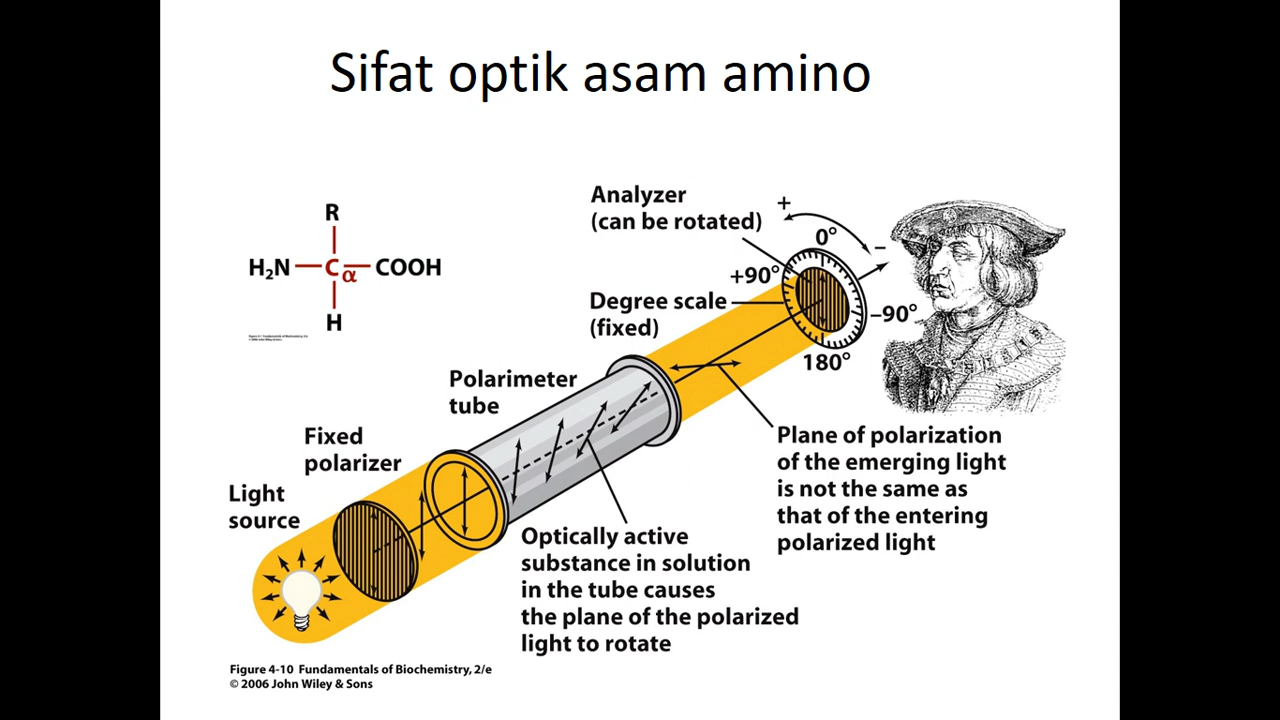 Sifat optik asam amino
R
H₂N—Cα—COOH
H
Analyzer
(can be rotated)
+
0°
–
+90°
–90°
Degree scale
(fixed)
180°
Polarimeter
tube
Fixed
polarizer
Light
source
Plane of polarization
of the emerging light
is not the same as
that of the entering
polarized light
Optically active
substance in solution
in the tube causes
the plane of the polarized
light to rotate
Figure 4-10 Fundamentals of Biochemistry, 2/e
© 2006 John Wiley & Sons